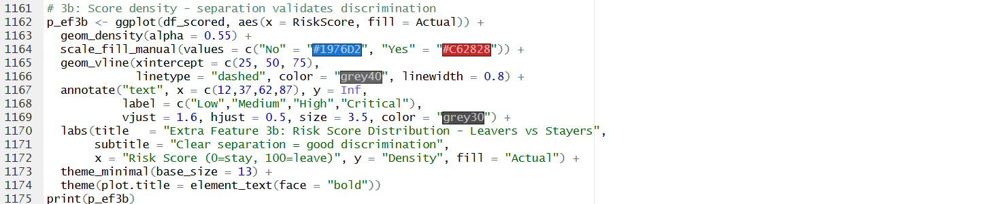 1161 # 3b: Score density - separation validates discrimination
1162 p_ef3b <- ggplot(df_scored, aes(x = RiskScore, fill = Actual)) +
1163   geom_density(alpha = 0.55) +
1164   scale_fill_manual(values = c("No" = "#1976D2", "Yes" = "#C62828")) +
1165   geom_vline(xintercept = c(25, 50, 75),
1166              linetype = "dashed", color = "grey40", linewidth = 0.8) +
1167   annotate("text", x = c(12,37,62,87), y = Inf,
1168            label = c("Low","Medium","High","Critical"),
1169            vjust = 1.6, hjust = 0.5, size = 3.5, color = "grey30") +
1170   labs(title   = "Extra Feature 3b: Risk Score Distribution - Leavers vs Stayers",
1171        subtitle = "Clear separation = good discrimination",
1172        x = "Risk Score (0=stay, 100=leave)", y = "Density", fill = "Actual") +
1173   theme_minimal(base_size = 13) +
1174   theme(plot.title = element_text(face = "bold"))
1175 print(p_ef3b)